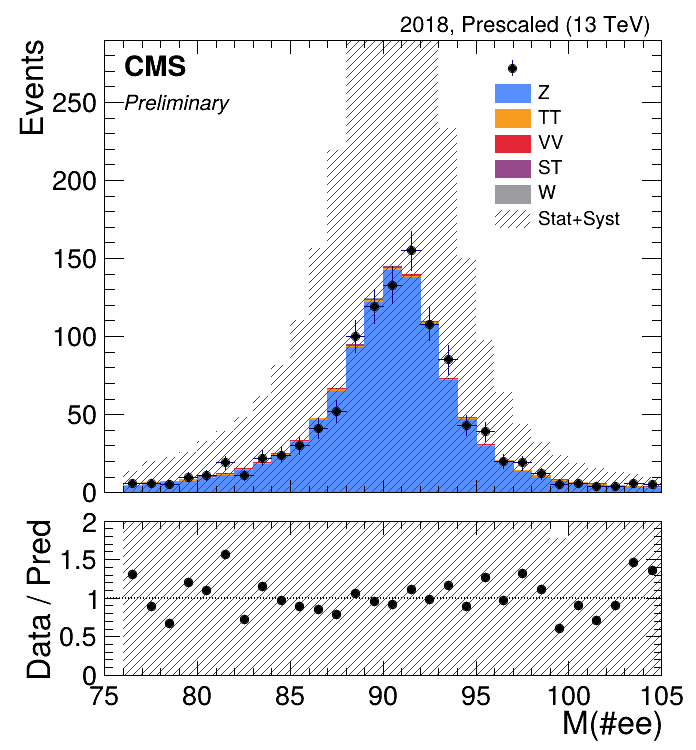 2018, Prescaled (13 TeV)
CMS
Preliminary
Events
250
200
150
100
50
0
Z
TT
VV
ST
W
Stat+Syst
Data / Pred
2
1.5
1
0.5
0
75 80 85 90 95 100 105
M(#ee)